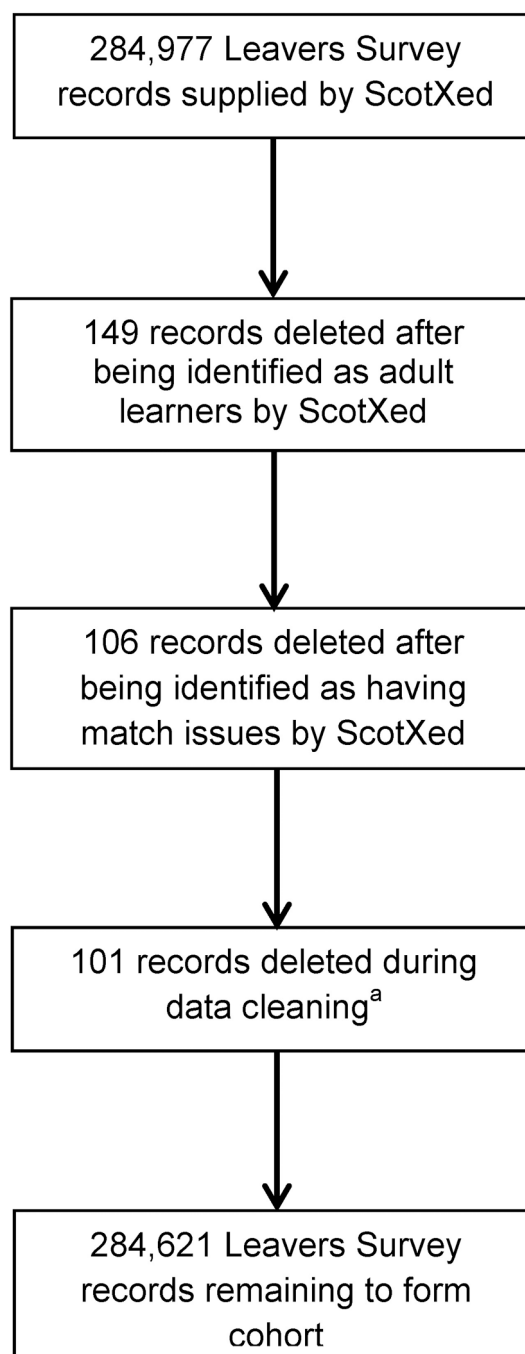 284,977 Leavers Survey
records supplied by ScotXed
149 records deleted after
being identified as adult
learners by ScotXed
106 records deleted after
being identified as having
match issues by ScotXed
101 records deleted during
data cleaningᵃ
284,621 Leavers Survey
records remaining to form
cohort